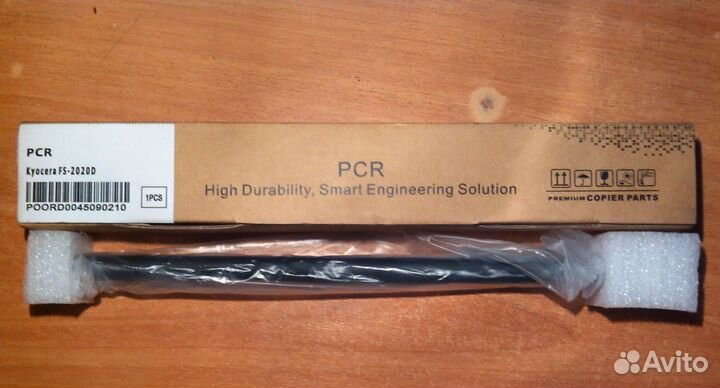 PCR
Kyocera FS-2020D
POORD0045090210
1PCS
PCR
High Durability, Smart Engineering Solution
PREMIUM COPIER PARTS
Avito